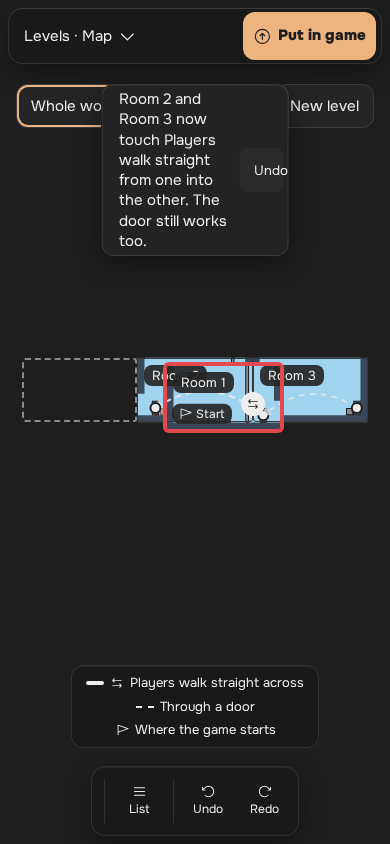 Levels · Map
Put in game
Whole wo
New level
Room 2 and
Room 3 now
touch Players
walk straight
from one into
the other. The
door still works
too.
Undo
Room 1
Room 3
Start
Players walk straight across
Through a door
Where the game starts
List
Undo
Redo